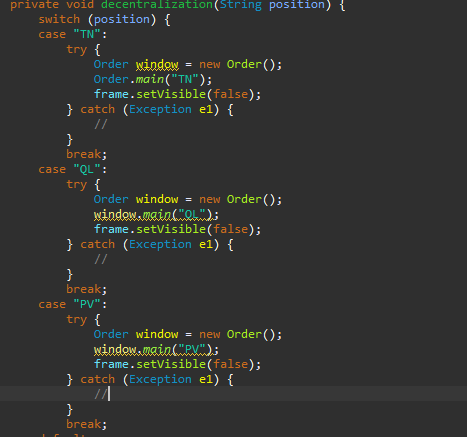 private void decentralization(String position) {
switch (position) {
case "TN":
try {
Order window = new Order();
Order.main("TN");
frame.setVisible(false);
} catch (Exception e1) {
//
}
break;
case "QL":
try {
Order window = new Order();
window.main("QL");
frame.setVisible(false);
} catch (Exception e1) {
//
}
break;
case "PV":
try {
Order window = new Order();
window.main("PV");
frame.setVisible(false);
} catch (Exception e1) {
//
}
break;
default: